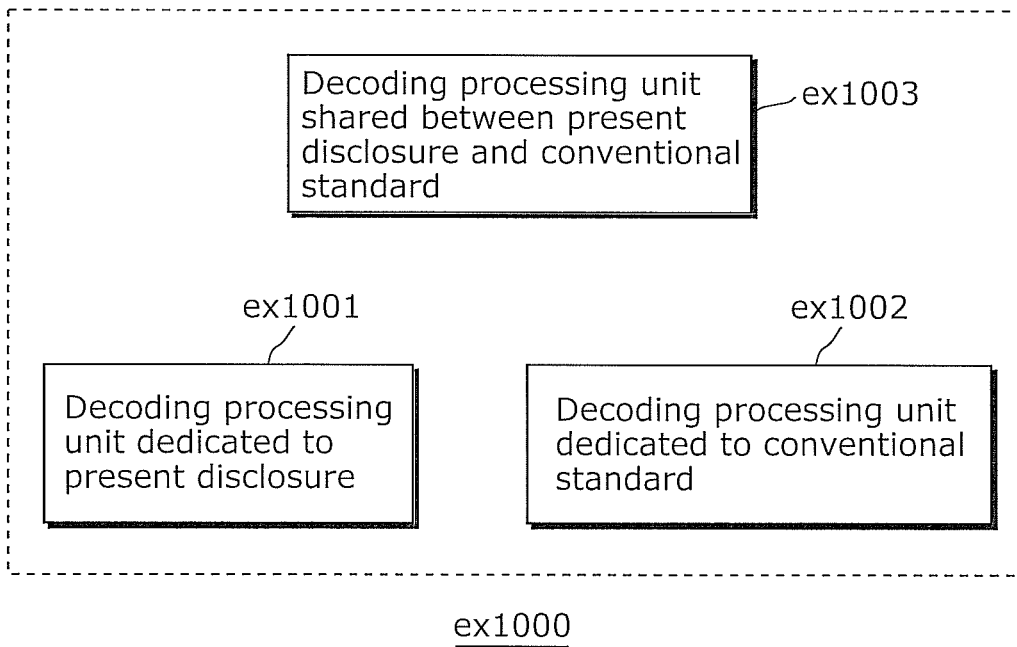 Decoding processing unit
shared between present
disclosure and conventional
standard
ex1003
ex1001
ex1002
Decoding processing
unit dedicated to
present disclosure
Decoding processing unit
dedicated to conventional
standard
ex1000